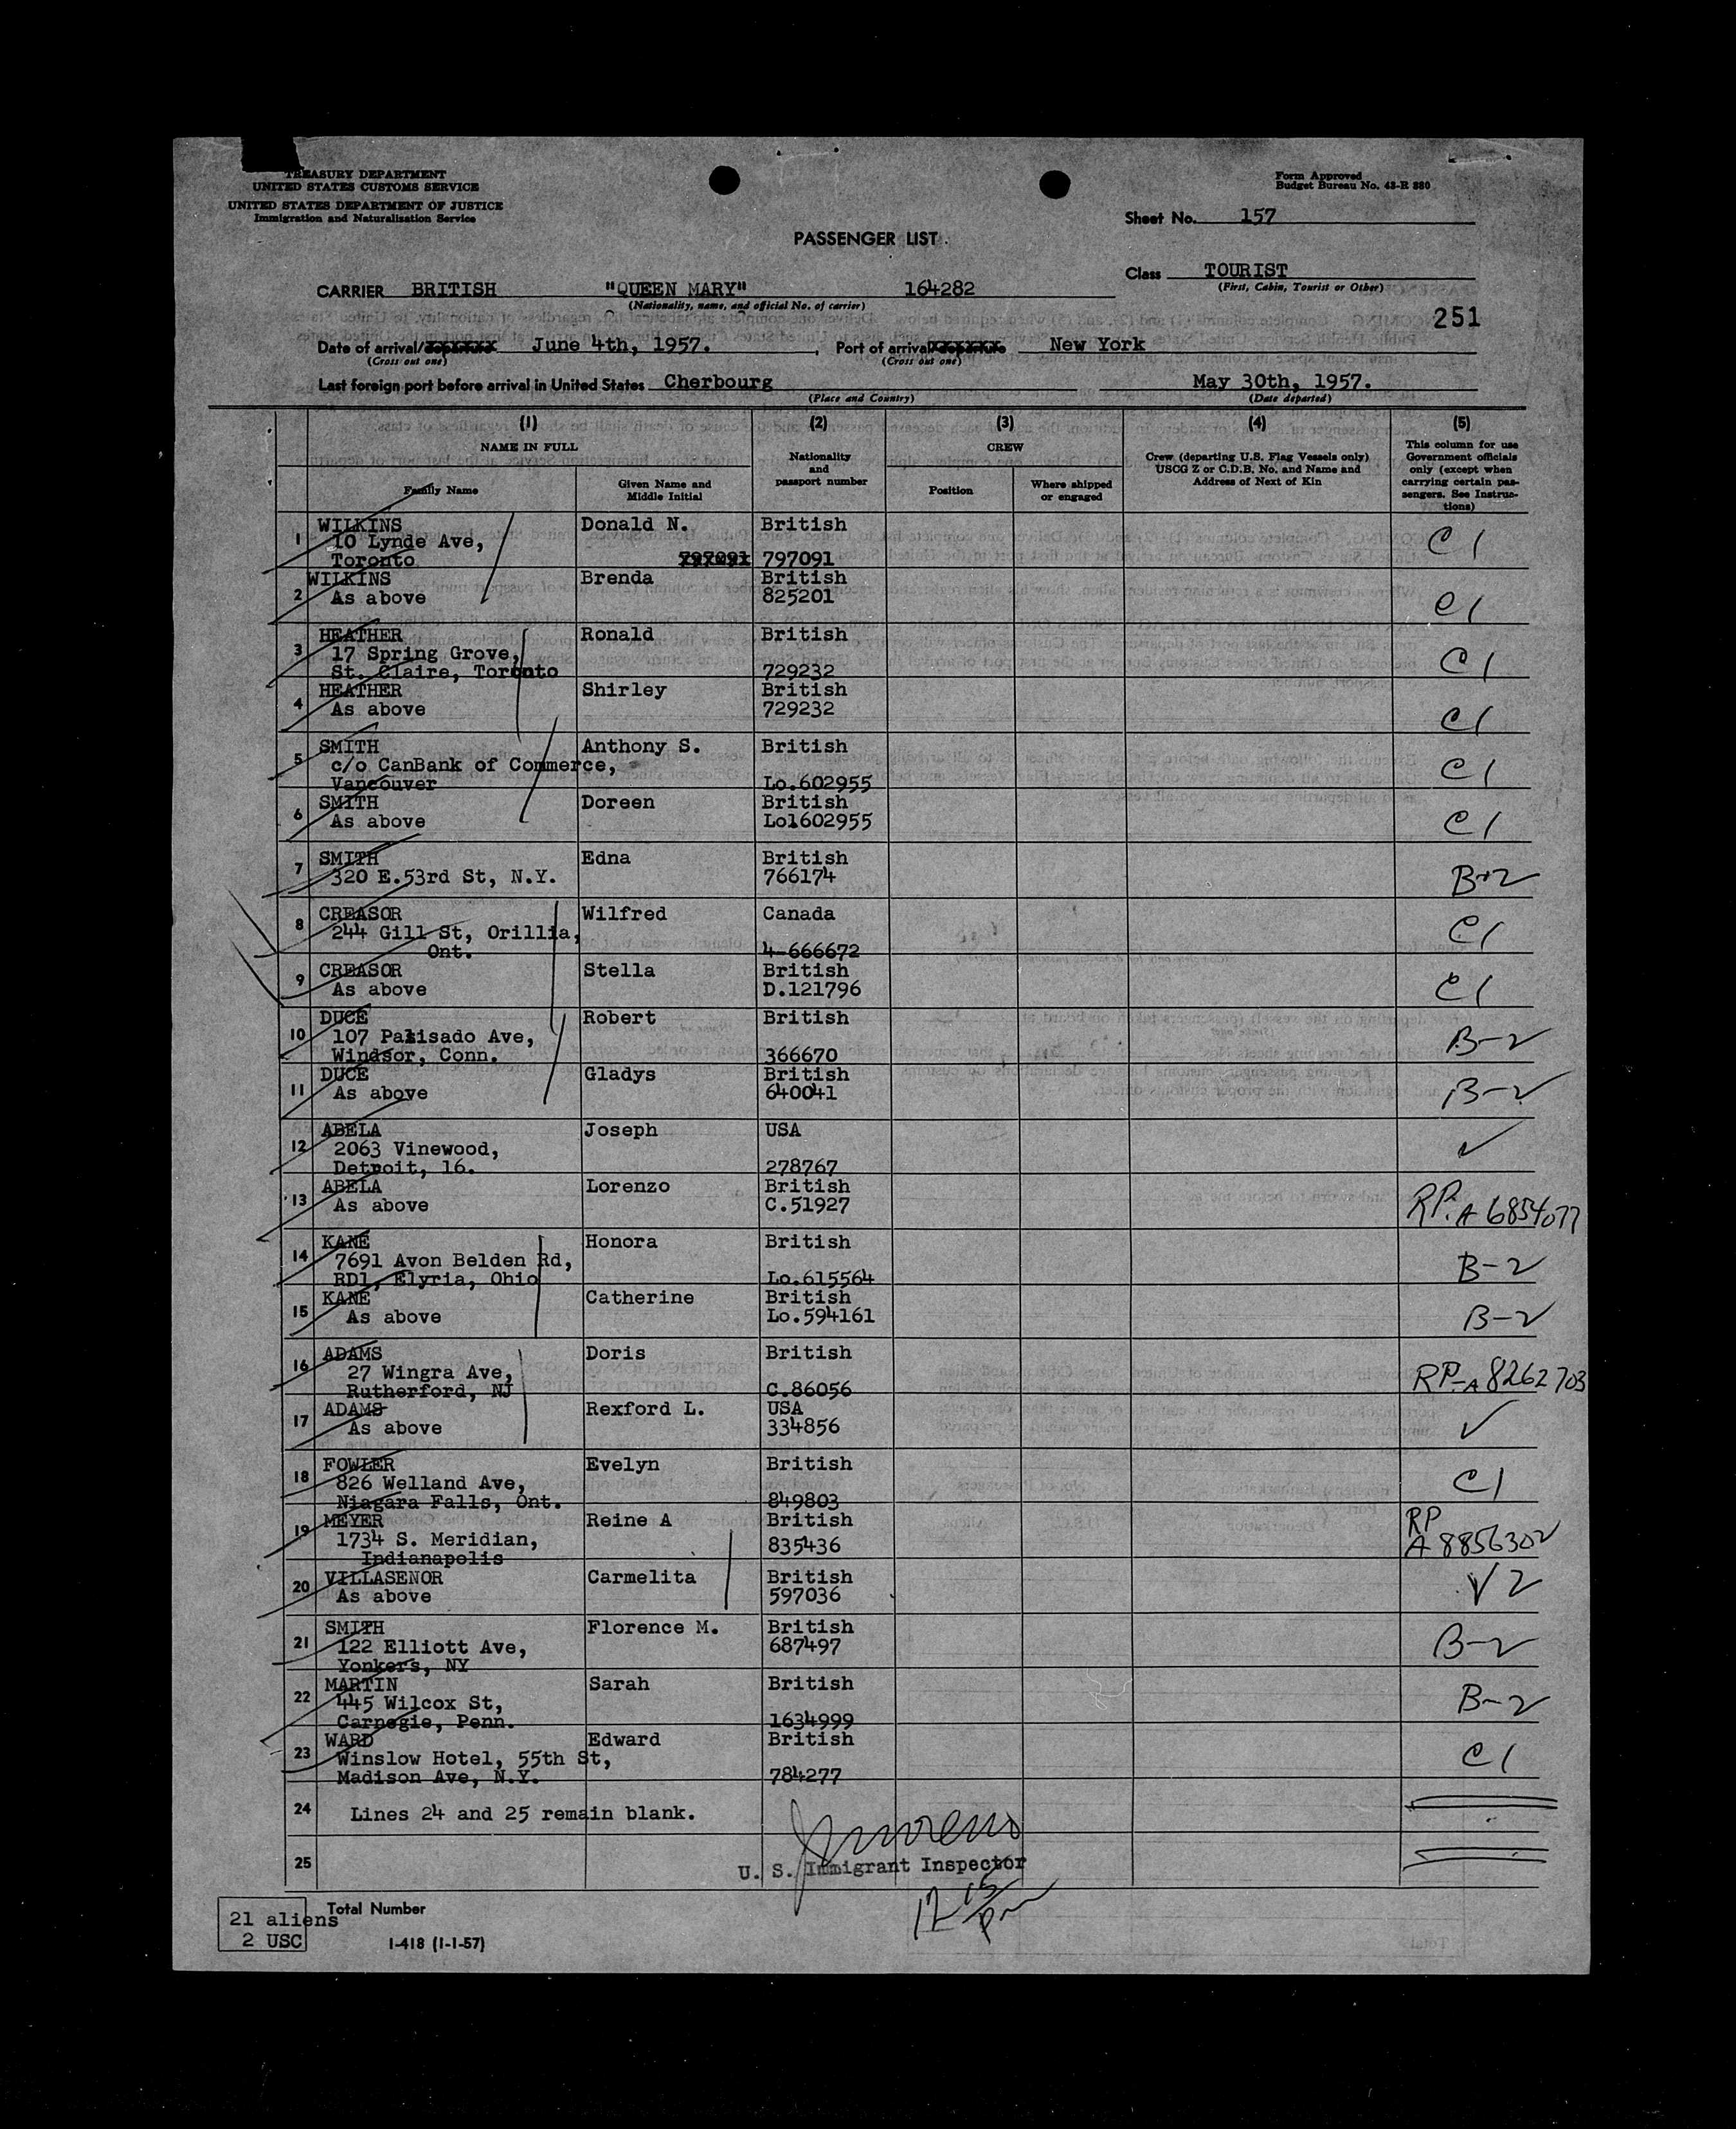 TREASURY DEPARTMENT
UNITED STATES CUSTOMS SERVICE
UNITED STATES DEPARTMENT OF JUSTICE
Immigration and Naturalization Service
Form Approved
Budget Bureau No. 43-R 380
Sheet No. 157
PASSENGER LIST
Class TOURIST
(First, Cabin, Tourist or Other)
CARRIER BRITISH "QUEEN MARY" 164282
(Nationality, name, and official No. of carrier)
251
Date of arrival/departure June 4th, 1957. , Port of arrival/departure New York
(Cross out one) (Cross out one)
Last foreign port before arrival in United States Cherbourg May 30th, 1957.
(Place and Country) (Date departed)
(1) (2) (3) (4) (5)
NAME IN FULL
Family Name
Given Name and
Middle Initial
Nationality
and
passport number
CREW
Position
Where shipped
or engaged
Crew (departing U.S. Flag Vessels only)
USCG Z or C.D.B. No. and Name and
Address of Next of Kin
This column for use
Government officials
only (except when
carrying certain pas-
sengers. See Instruc-
tions)
1 WILKINS Donald N. British C 1
10 Lynde Ave,
Toronto 797091 797091
2 WILKINS Brenda British C1
As above 825201
3 HEATHER Ronald British C1
17 Spring Grove,
St. Claire, Toronto 729232
4 HEATHER Shirley British C1
As above 729232
5 SMITH Anthony S. British C1
c/o CanBank of Commerce,
Vancouver Lo.602955
6 SMITH Doreen British C1
As above Lo1602955
7 SMITH Edna British B-2
320 E.53rd St, N.Y. 766174
8 CREASOR Wilfred Canada C1
244 Gill St, Orillia,
Ont. 4-666672
9 CREASOR Stella British C1
As above D.121796
10 DUCE Robert British B-2
107 Palisado Ave,
Windsor, Conn. 366670
11 DUCE Gladys British B-2
As above 640041
12 ABELA Joseph USA
2063 Vinewood,
Detroit, 16. 278767
13 ABELA Lorenzo British RP. A 6854077
As above C.51927
14 KANE Honora British B-2
7691 Avon Belden Rd,
RD1, Elyria, Ohio Lo.615564
15 KANE Catherine British B-2
As above Lo.594161
16 ADAMS Doris British RP-A 8262703
27 Wingra Ave,
Rutherford, NJ C.86056
17 ADAMS Rexford L. USA
As above 334856
18 FOWLER Evelyn British C1
826 Welland Ave,
Niagara Falls, Ont. 849803
19 MEYER Reine A British RP
1734 S. Meridian, 835436 A 8856302
Indianapolis
20 VILLASENOR Carmelita British V 2
As above 597036
21 SMITH Florence M. British B-2
122 Elliott Ave, 687497
Yonkers, NY
22 MARTIN Sarah British B-2
445 Wilcox St,
Carnegie, Penn. 1634999
23 WARD Edward British C1
Winslow Hotel, 55th St,
Madison Ave, N.Y. 784277
24 Lines 24 and 25 remain blank.
25
U. S. Immigrant Inspector
12 15/pm
Total Number
21 aliens
2 USC
I-418 (1-1-57)